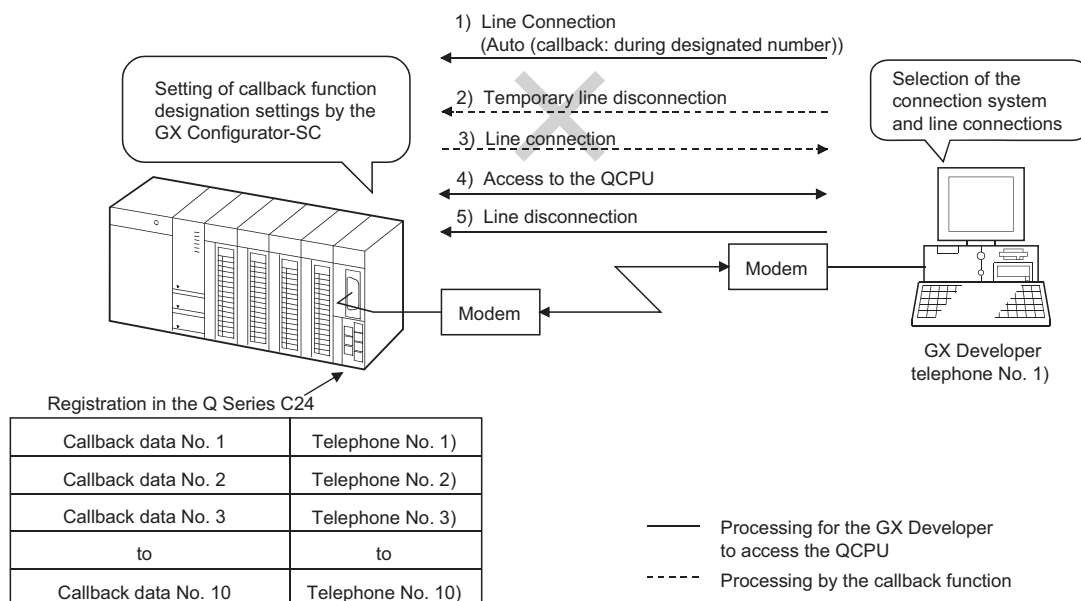 1) Line Connection
(Auto (callback: during designated number))
Setting of callback function
designation settings by the
GX Configurator-SC
2) Temporary line disconnection
3) Line connection
4) Access to the QCPU
5) Line disconnection
Selection of the
connection system
and line connections
Modem
Modem
GX Developer
telephone No. 1)
Registration in the Q Series C24
Callback data No. 1 Telephone No. 1)
Callback data No. 2 Telephone No. 2)
Callback data No. 3 Telephone No. 3)
to to
Callback data No. 10 Telephone No. 10)
Processing for the GX Developer
to access the QCPU
Processing by the callback function